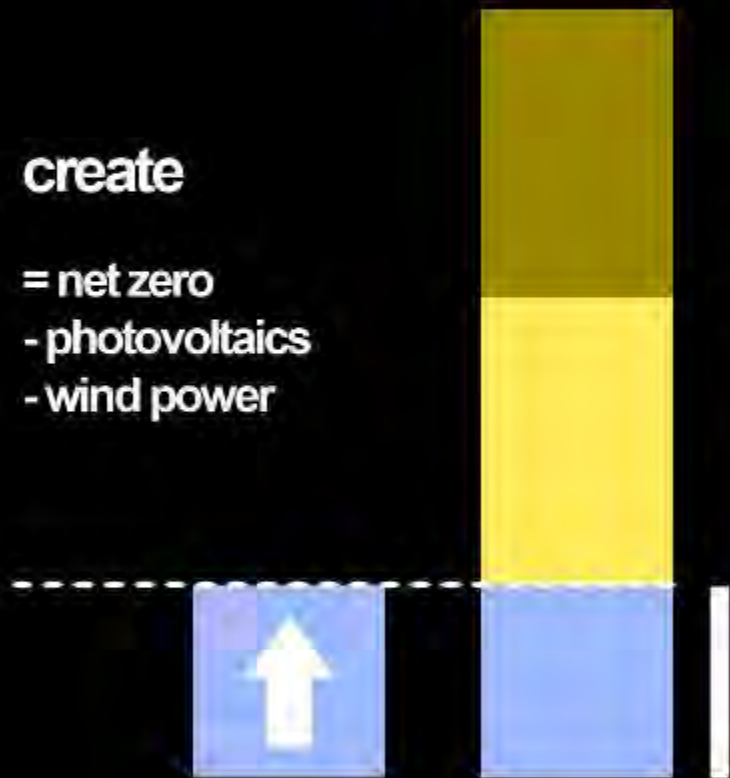 create
= net zero
- photovoltaics
- wind power